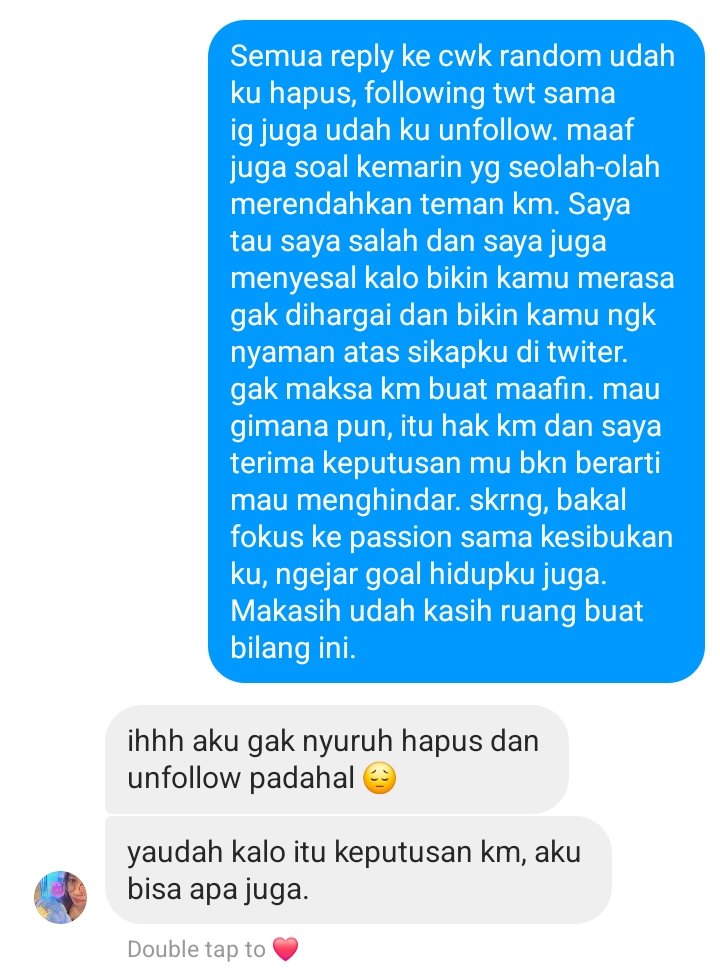 Semua reply ke cwk random udah
ku hapus, following twt sama
ig juga udah ku unfollow. maaf
juga soal kemarin yg seolah-olah
merendahkan teman km. Saya
tau saya salah dan saya juga
menyesal kalo bikin kamu merasa
gak dihargai dan bikin kamu ngk
nyaman atas sikapku di twiter.
gak maksa km buat maafin. mau
gimana pun, itu hak km dan saya
terima keputusan mu bkn berarti
mau menghindar. skrng, bakal
fokus ke passion sama kesibukan
ku, ngejar goal hidupku juga.
Makasih udah kasih ruang buat
bilang ini.
ihhh aku gak nyuruh hapus dan
unfollow padahal 😔
yaudah kalo itu keputusan km, aku
bisa apa juga.
Double tap to ❤️